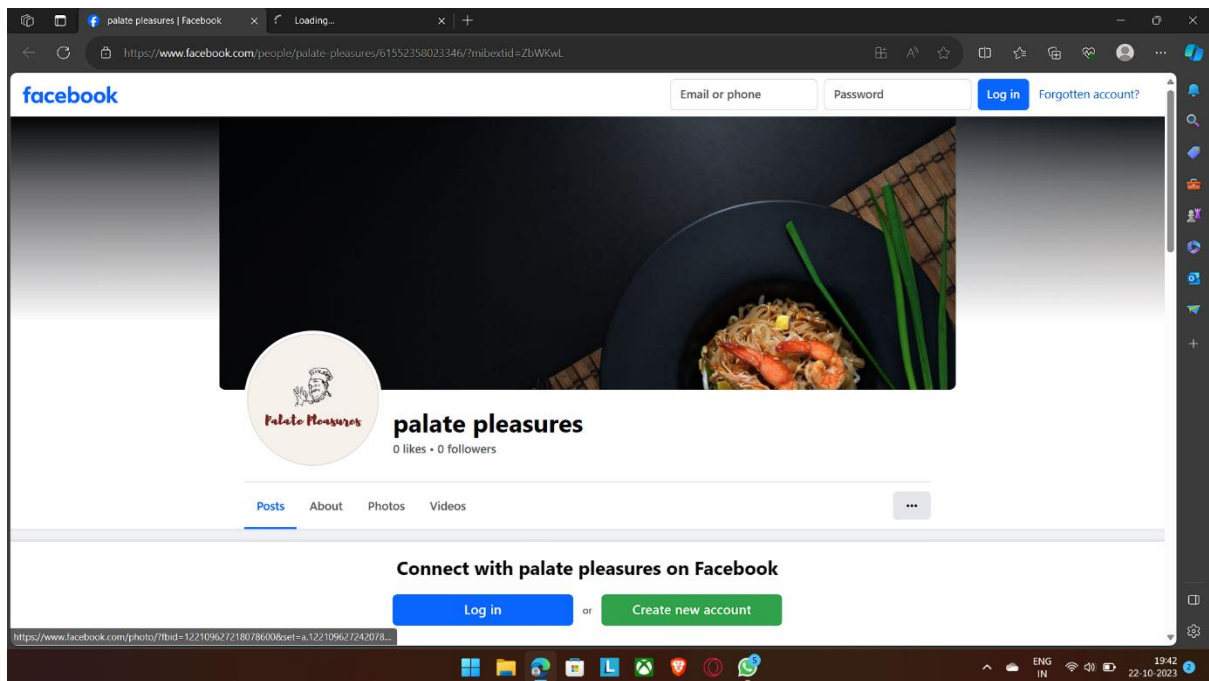 palate pleasures | Facebook
Loading...
https://www.facebook.com/people/palate-pleasures/61552358023346/?mibextid=ZbWKwL
facebook
Email or phone
Password
Log in
Forgotten account?
Palate Pleasures
palate pleasures
0 likes • 0 followers
Posts
About
Photos
Videos
Connect with palate pleasures on Facebook
Log in
or
Create new account
https://www.facebook.com/photo/?fbid=122109627218078600&set=a.122109627242078...
ENG
IN
19:42
22-10-2023